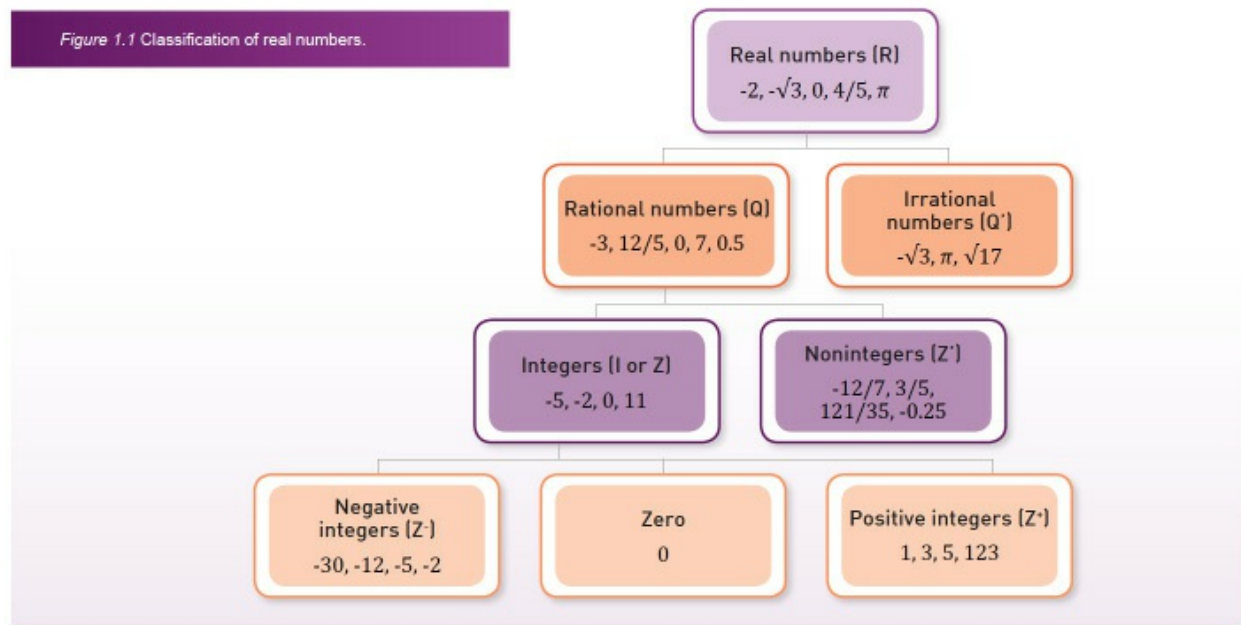 Figure 1.1 Classification of real numbers.
Real numbers (R)
-2, -√3, 0, 4/5, π
Rational numbers (Q)
-3, 12/5, 0, 7, 0.5
Irrational
numbers (Q')
-√3, π, √17
Integers (I or Z)
-5, -2, 0, 11
Nonintegers (Z')
-12/7, 3/5,
121/35, -0.25
Negative
integers (Z⁻)
-30, -12, -5, -2
Zero
0
Positive integers (Z⁺)
1, 3, 5, 123